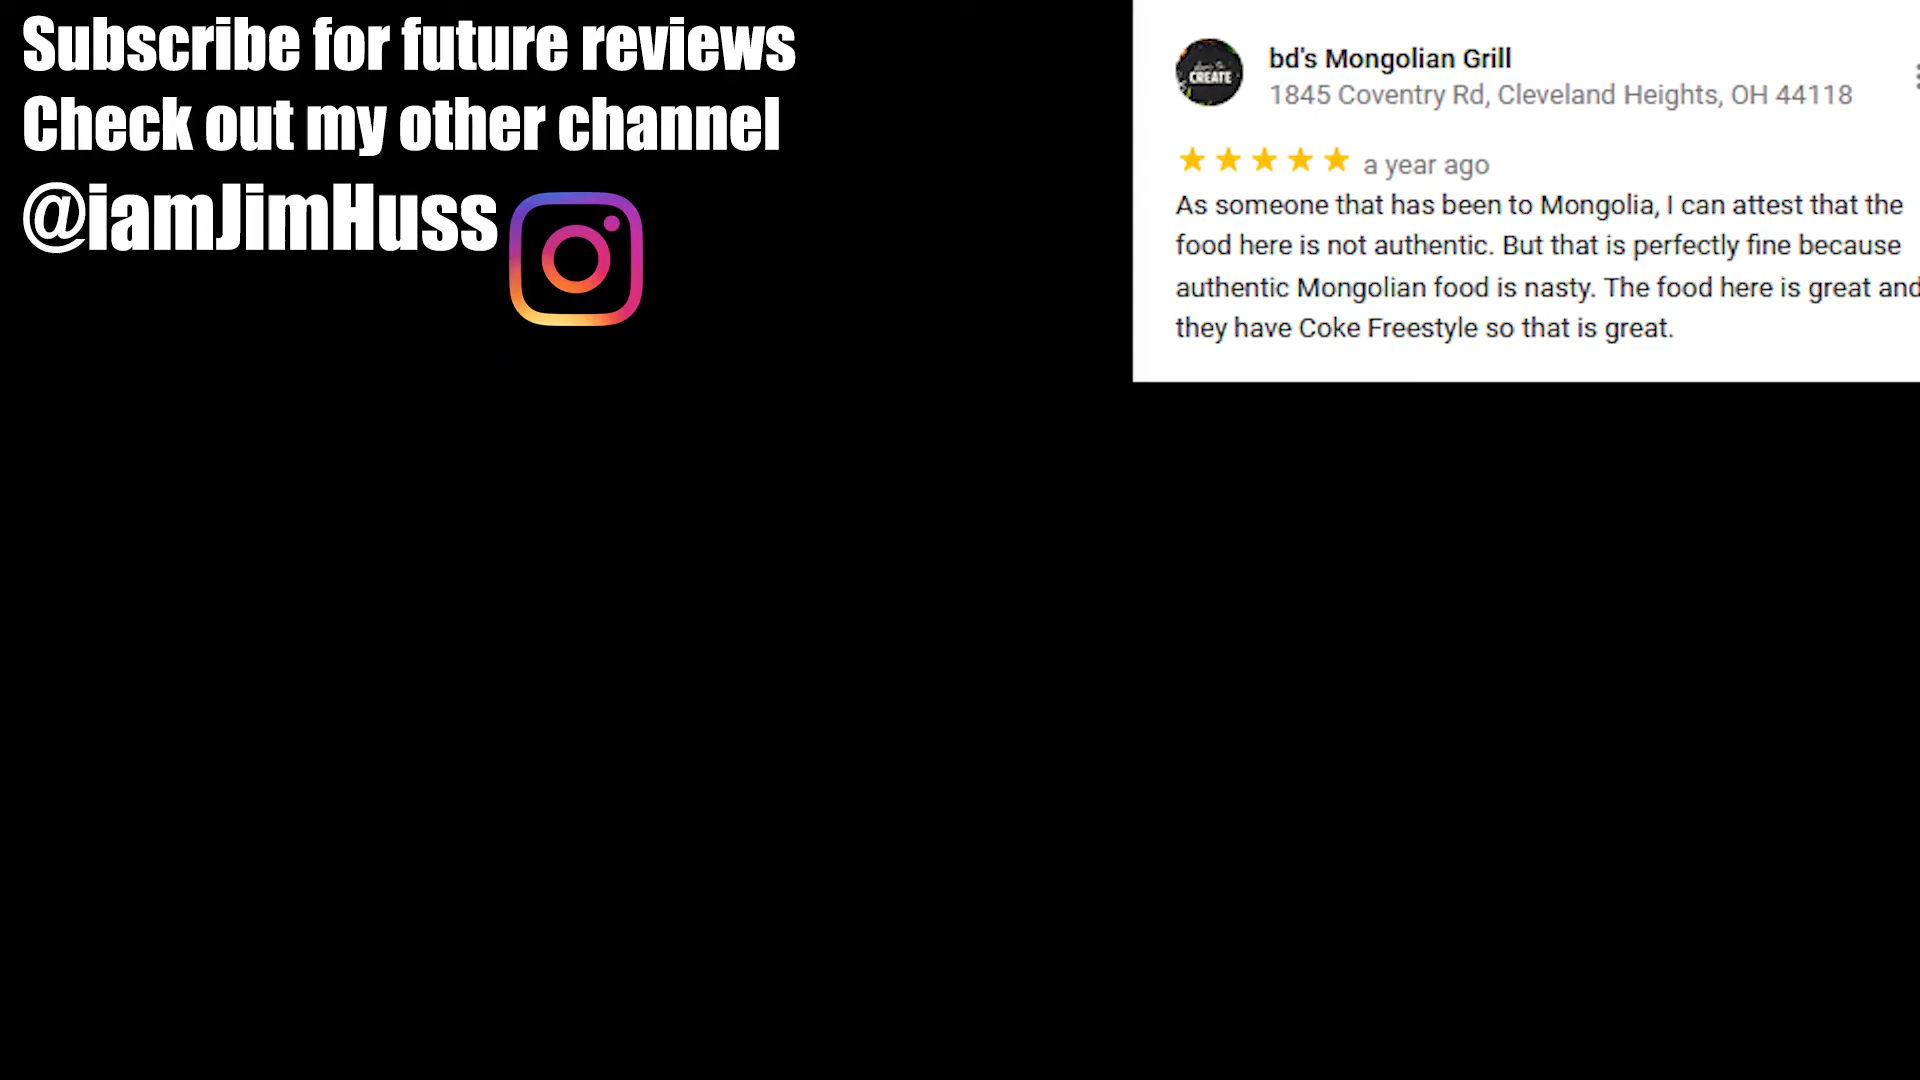 Subscribe for future reviews
Check out my other channel
@iamJimHuss
bd's Mongolian Grill
1845 Coventry Rd, Cleveland Heights, OH 44118
CREATE
a year ago
As someone that has been to Mongolia, I can attest that the
food here is not authentic. But that is perfectly fine because
authentic Mongolian food is nasty. The food here is great and
they have Coke Freestyle so that is great.